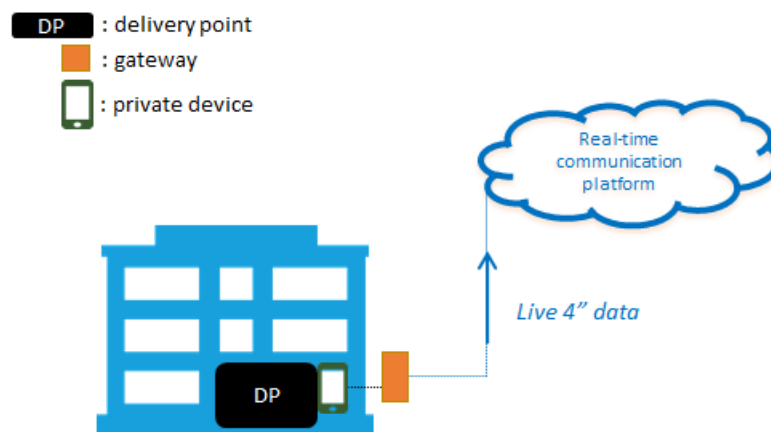 DP : delivery point
: gateway
: private device
Real-time
communication
platform
Live 4” data
DP